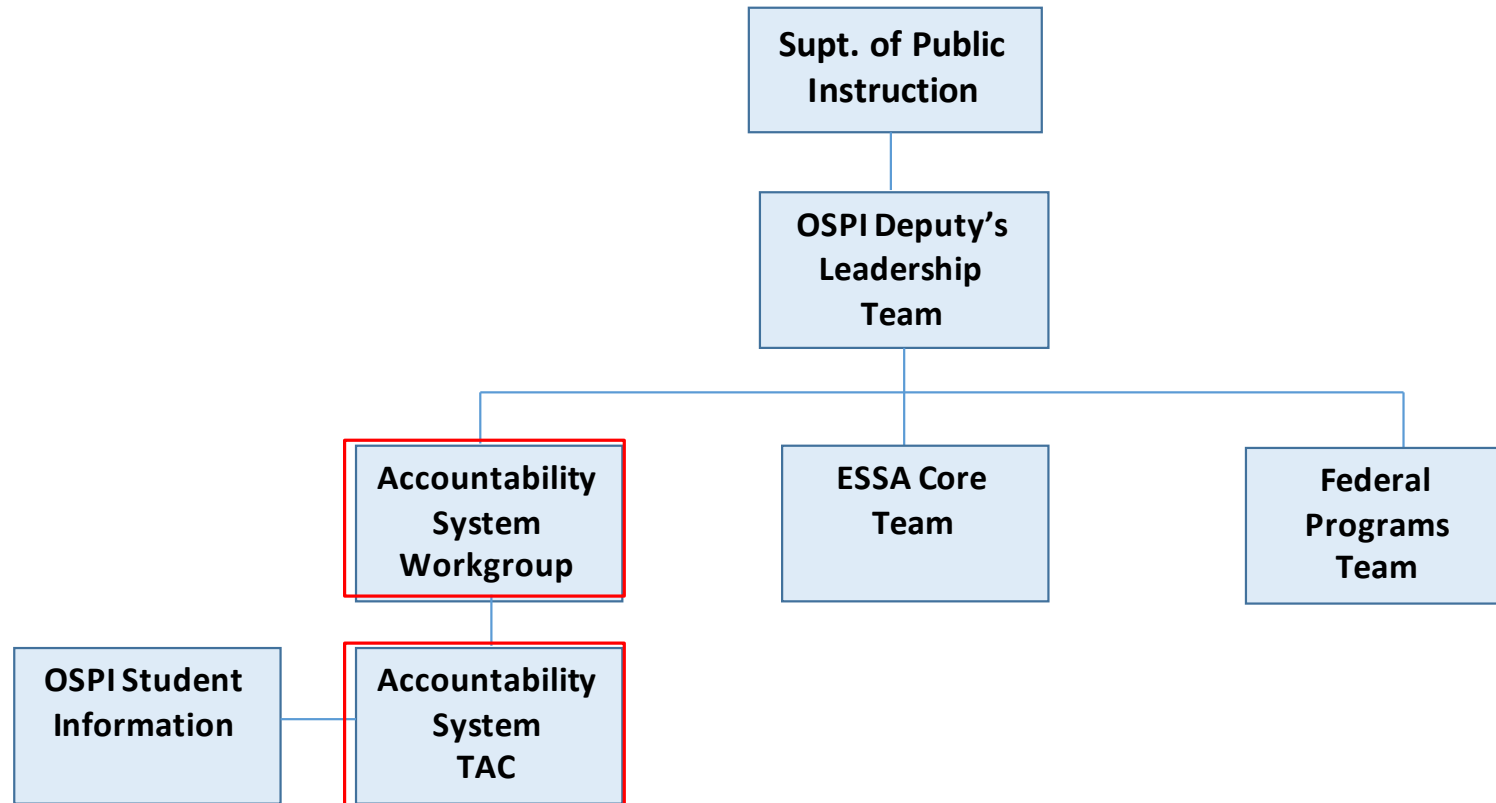 Supt. of Public
Instruction
OSPI Deputy’s
Leadership
Team
Accountability
System
Workgroup
ESSA Core
Team
Federal
Programs
Team
OSPI Student
Information
Accountability
System
TAC